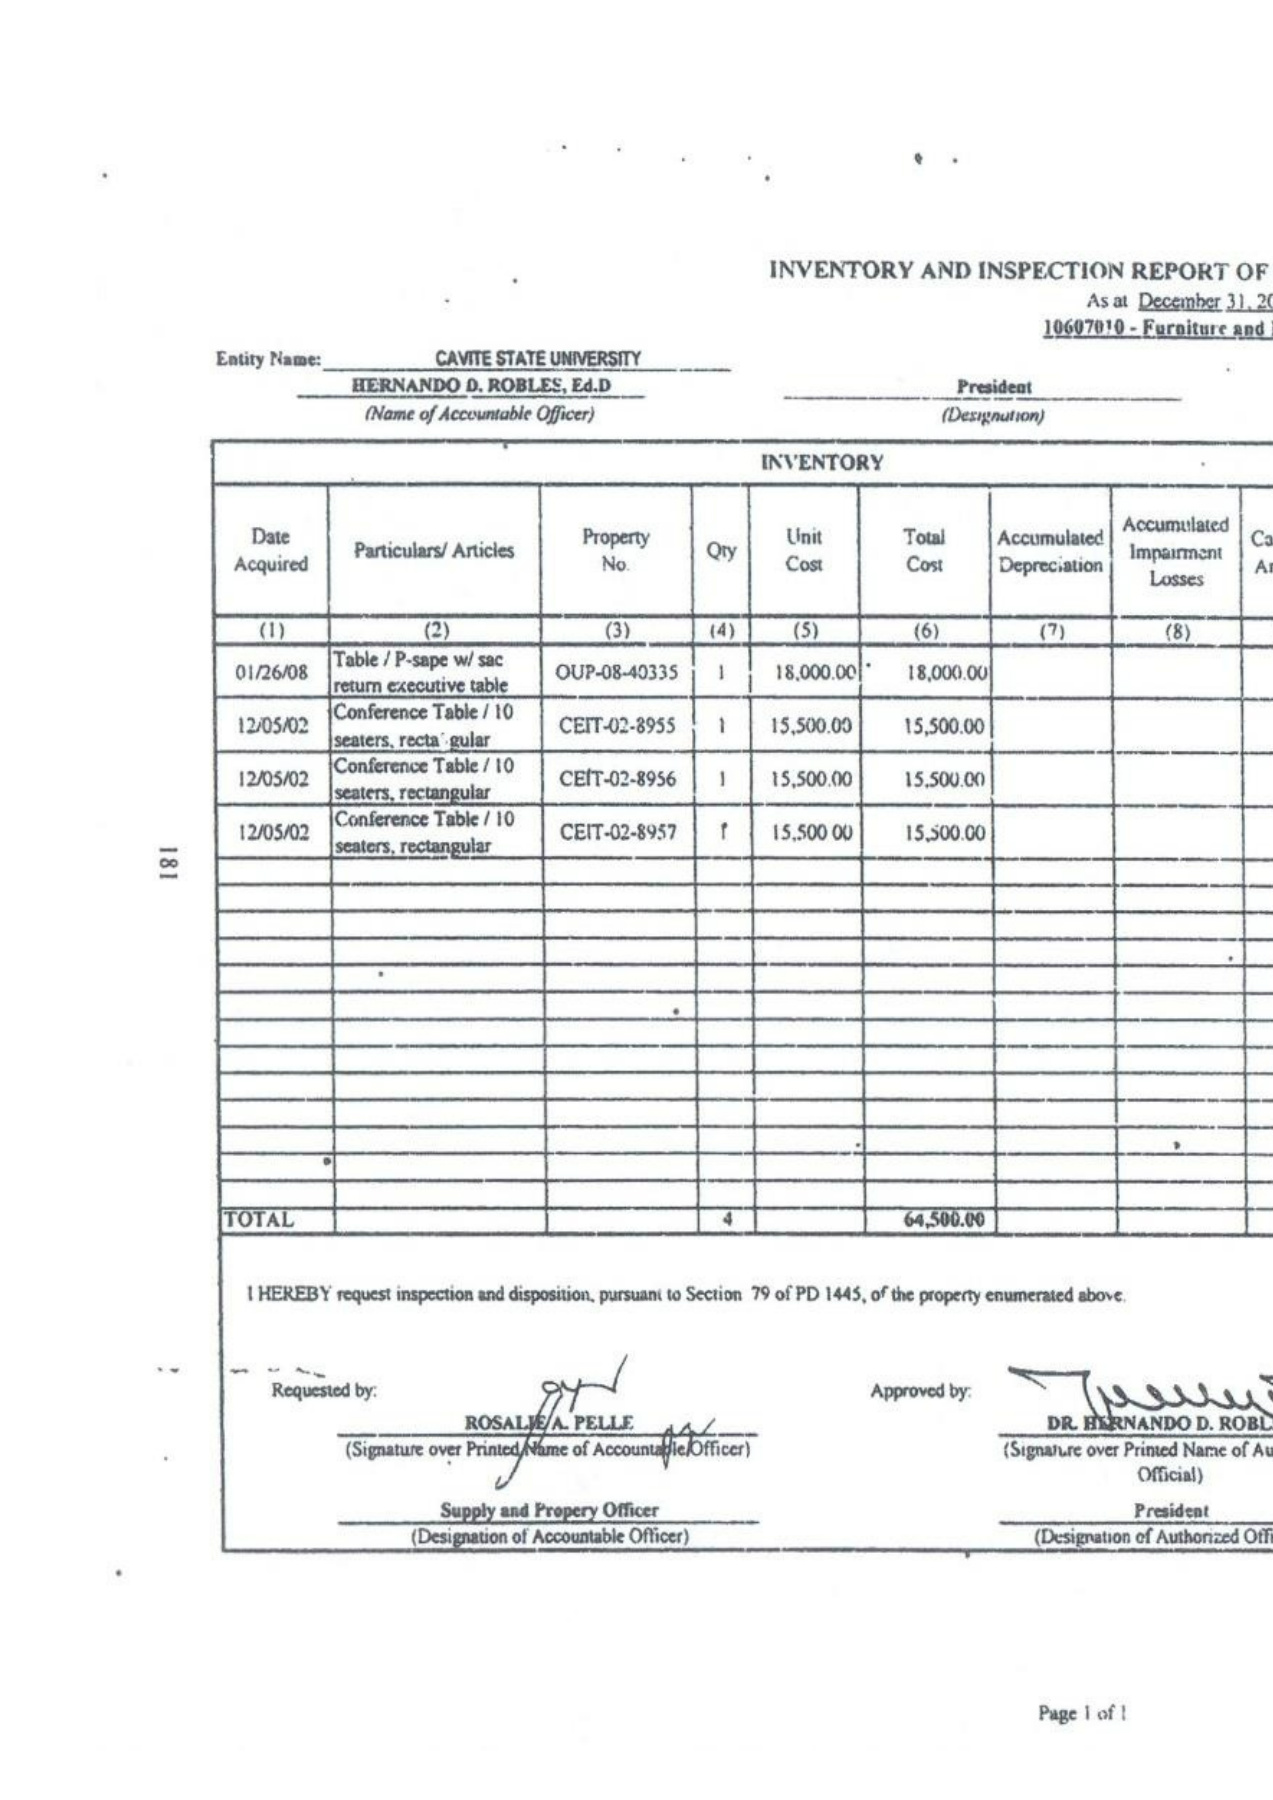 INVENTORY AND INSPECTION REPORT OF
As at December 31, 20
10607010 - Furniture and
Entity Name: CAVITE STATE UNIVERSITY
HERNANDO D. ROBLES, Ed.D President
(Name of Accountable Officer) (Designation)
INVENTORY
Date Acquired Particulars/ Articles Property No. Qty Unit Cost Total Cost Accumulated Depreciation Accumulated Impairment Losses Ca Ar
(1) (2) (3) (4) (5) (6) (7) (8)
01/26/08 Table / P-sape w/ sac return executive table OUP-08-40335 1 18,000.00 18,000.00
12/05/02 Conference Table / 10 seaters, recta gular CEIT-02-8955 1 15,500.00 15,500.00
12/05/02 Conference Table / 10 seaters, rectangular CEIT-02-8956 1 15,500.00 15,500.00
12/05/02 Conference Table / 10 seaters, rectangular CEIT-02-8957 1 15,500 00 15,500.00
181
TOTAL 4 64,500.00
I HEREBY request inspection and disposition, pursuant to Section 79 of PD 1445, of the property enumerated above.
Requested by: Approved by:
ROSALIE A. PELLE DR. HERNANDO D. ROBL
(Signature over Printed Name of Accountable Officer) (Signature over Printed Name of Au
Official)
Supply and Propery Officer President
(Designation of Accountable Officer) (Designation of Authorized Offi
Page 1 of 1